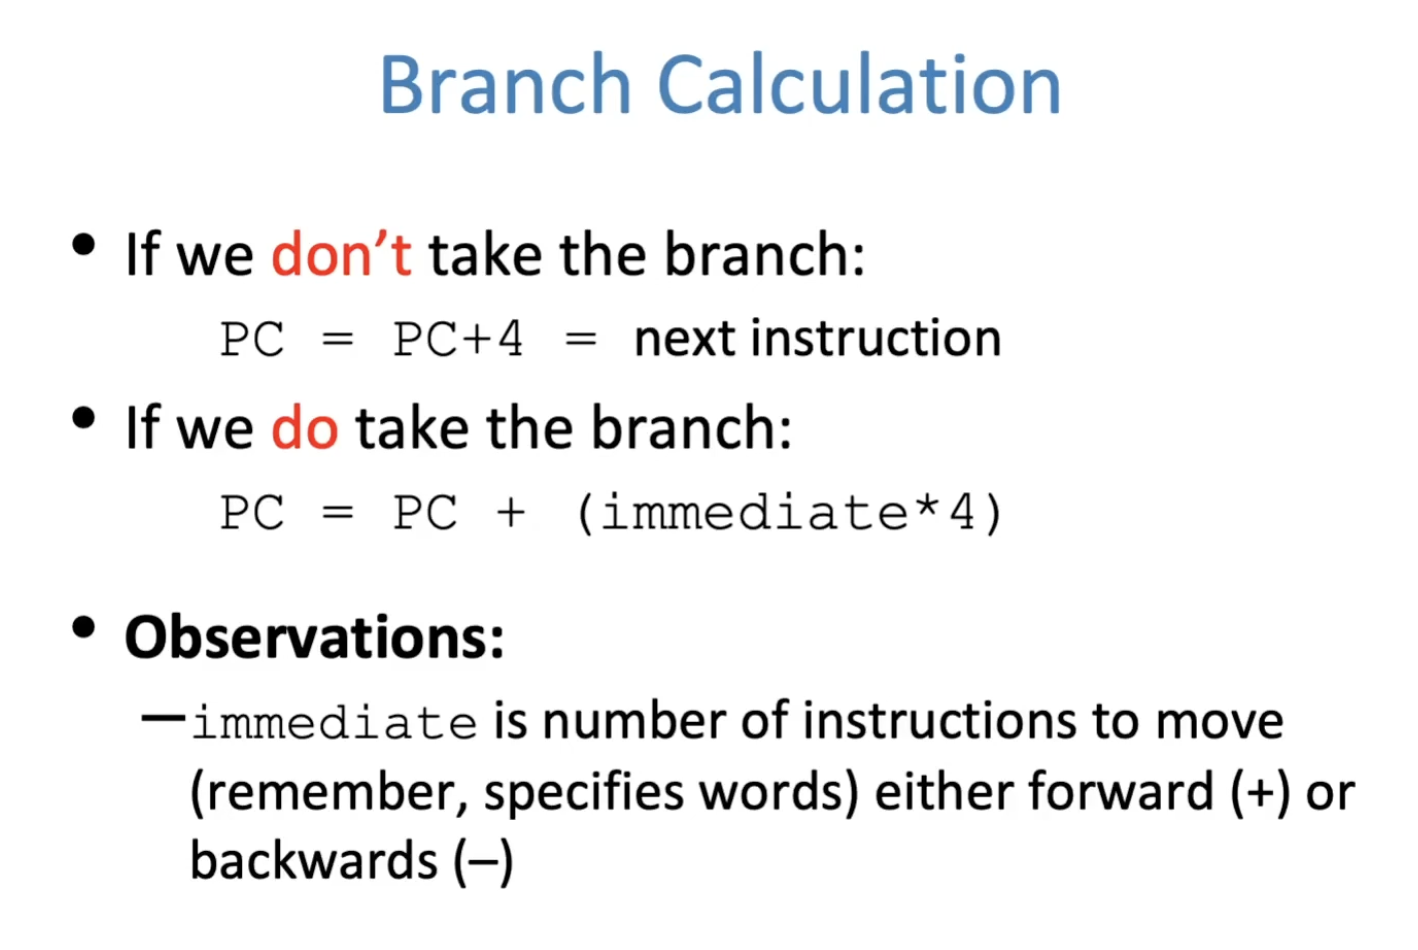 Branch Calculation
• If we don’t take the branch:
PC = PC+4 = next instruction
• If we do take the branch:
PC = PC + (immediate*4)
• Observations:
–immediate is number of instructions to move
(remember, specifies words) either forward (+) or
backwards (–)